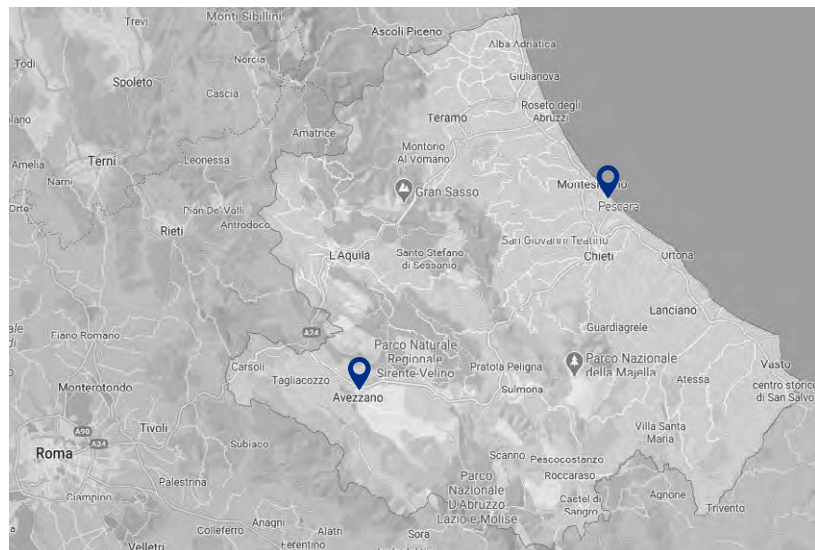 Trevi
Monti Sibillini
Ascoli Piceno
Alba Adriatica
Todi
Norcia
Giulianova
Spoleto
Cascia
Roseto degli
Abruzzi
Teramo
Amatrice
Montorio
Al Vomano
Terni
Leonessa
Amelia
Narni
Gran Sasso
Pescara
Orte
Rieti
Antrodoco
San Giovanni Teatino
L'Aquila
Santo Stefano
di Sessanio
Chieti
Ortona
Lanciano
A24
Guardiagrele
Fiano Romano
Parco Naturale
Regionale
Sirente-Velino
Carsoli
Pratola Peligna
Parco Nazionale
della Majella
Vasto
Tagliacozzo
Atessa
Monterotondo
Avezzano
Sulmona
centro storico
di San Salvo
A90
Tivoli
A24
Villa Santa
Maria
Subiaco
Roma
Scanno
Pescocostanzo
Palestrina
Parco
Nazionale
D'Abruzzo
Lazio e Molise
Roccaraso
Ciampino
Castel di
Sangro
Agnone
Trivento
Anagni
Colleferro
Alatri
Sora
Velletri
Ferentino